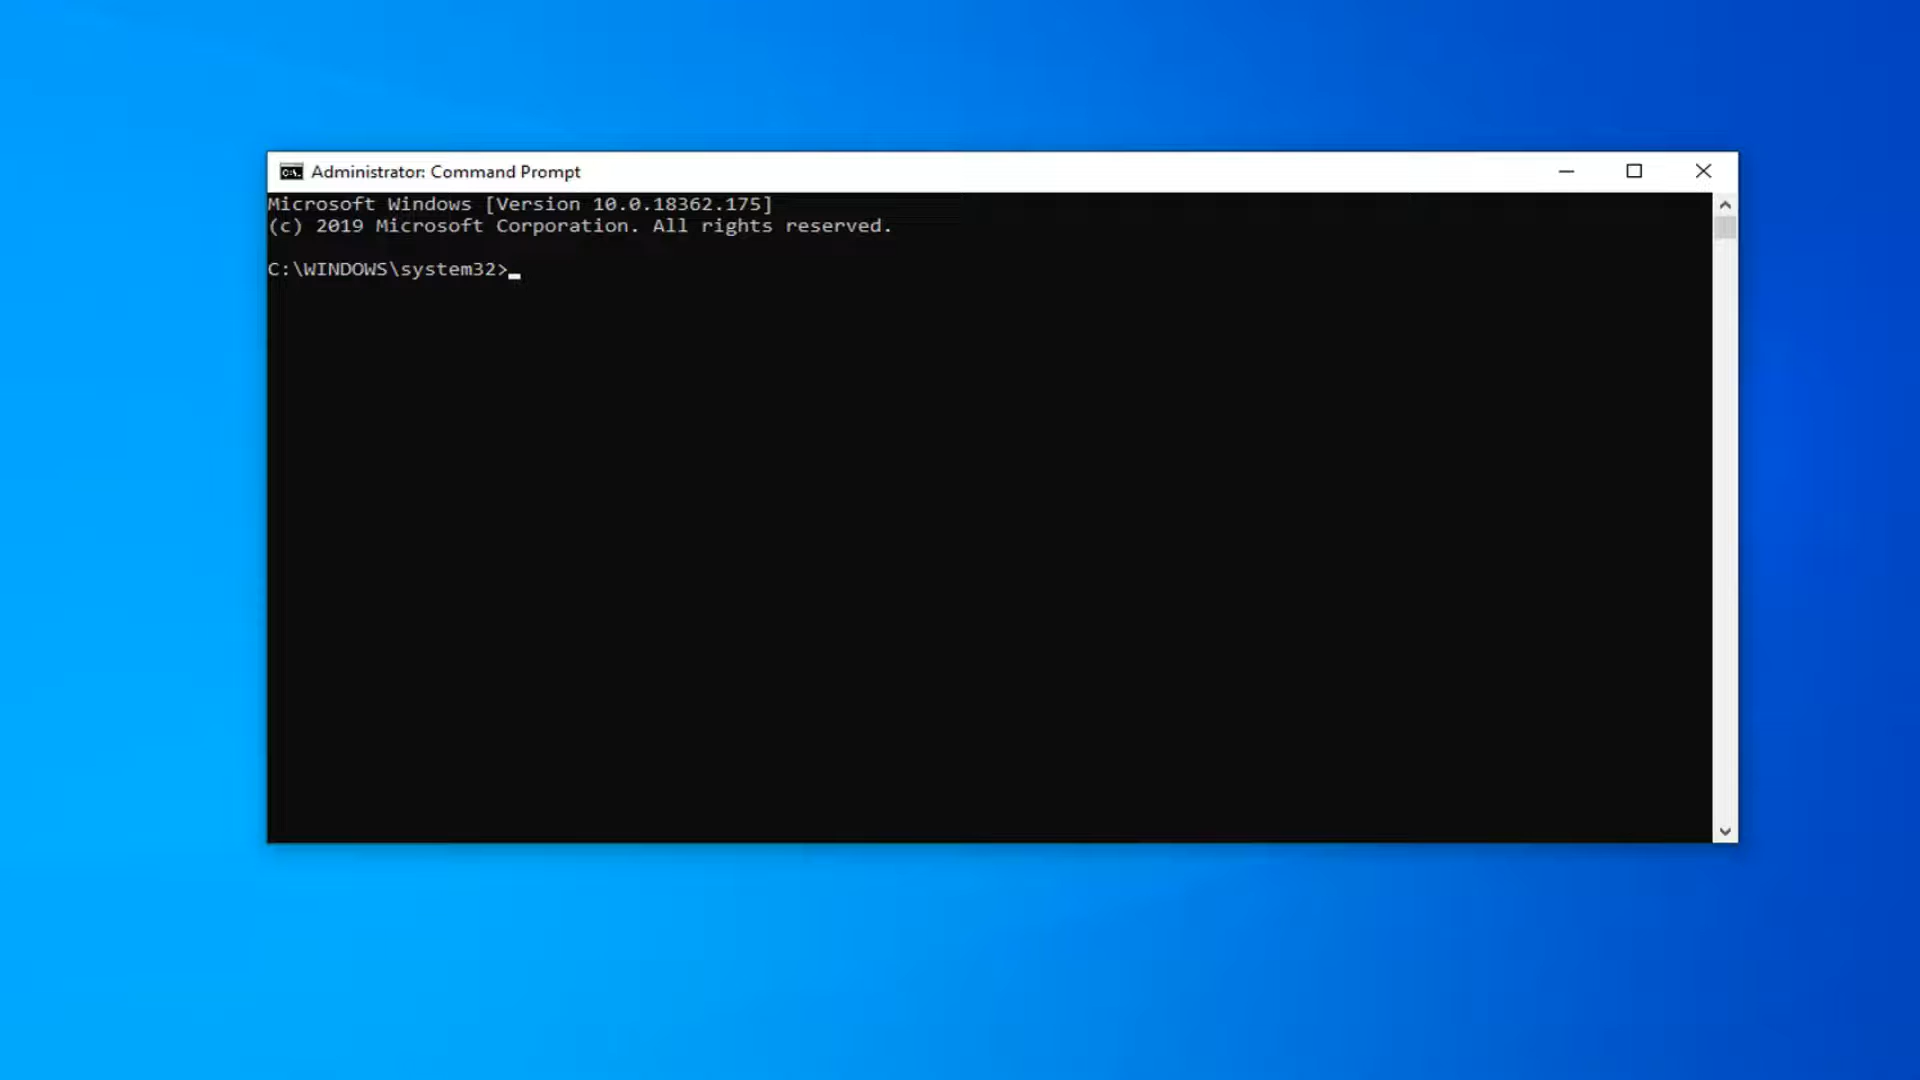 Administrator: Command Prompt
Microsoft Windows [Version 10.0.18362.175]
(c) 2019 Microsoft Corporation. All rights reserved.
C:\WINDOWS\system32>